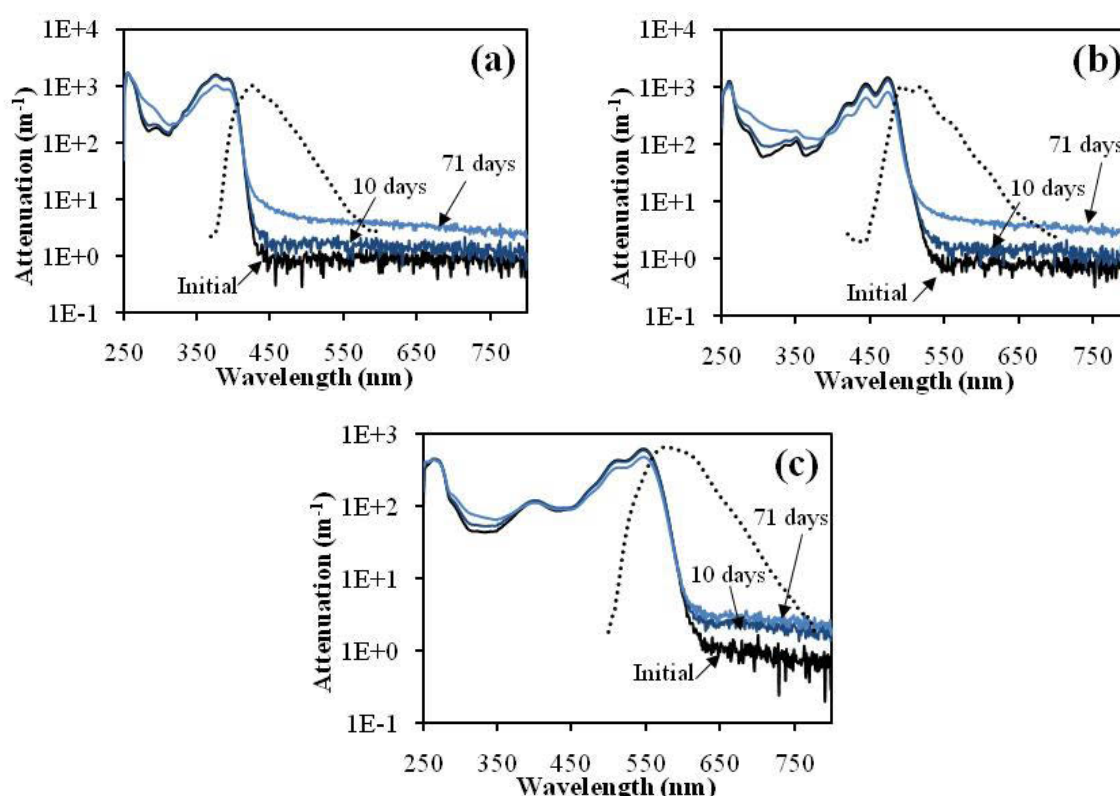 (a)
Attenuation (m-1)
1E+4
1E+3
1E+2
1E+1
1E+0
1E-1
71 days
10 days
Initial
250 350 450 550 650 750
Wavelength (nm)
(b)
Attenuation (m-1)
1E+4
1E+3
1E+2
1E+1
1E+0
1E-1
71 days
10 days
Initial
250 350 450 550 650 750
Wavelength (nm)
(c)
Attenuation (m-1)
1E+3
1E+2
1E+1
1E+0
1E-1
71 days
10 days
Initial
250 350 450 550 650 750
Wavelength (nm)